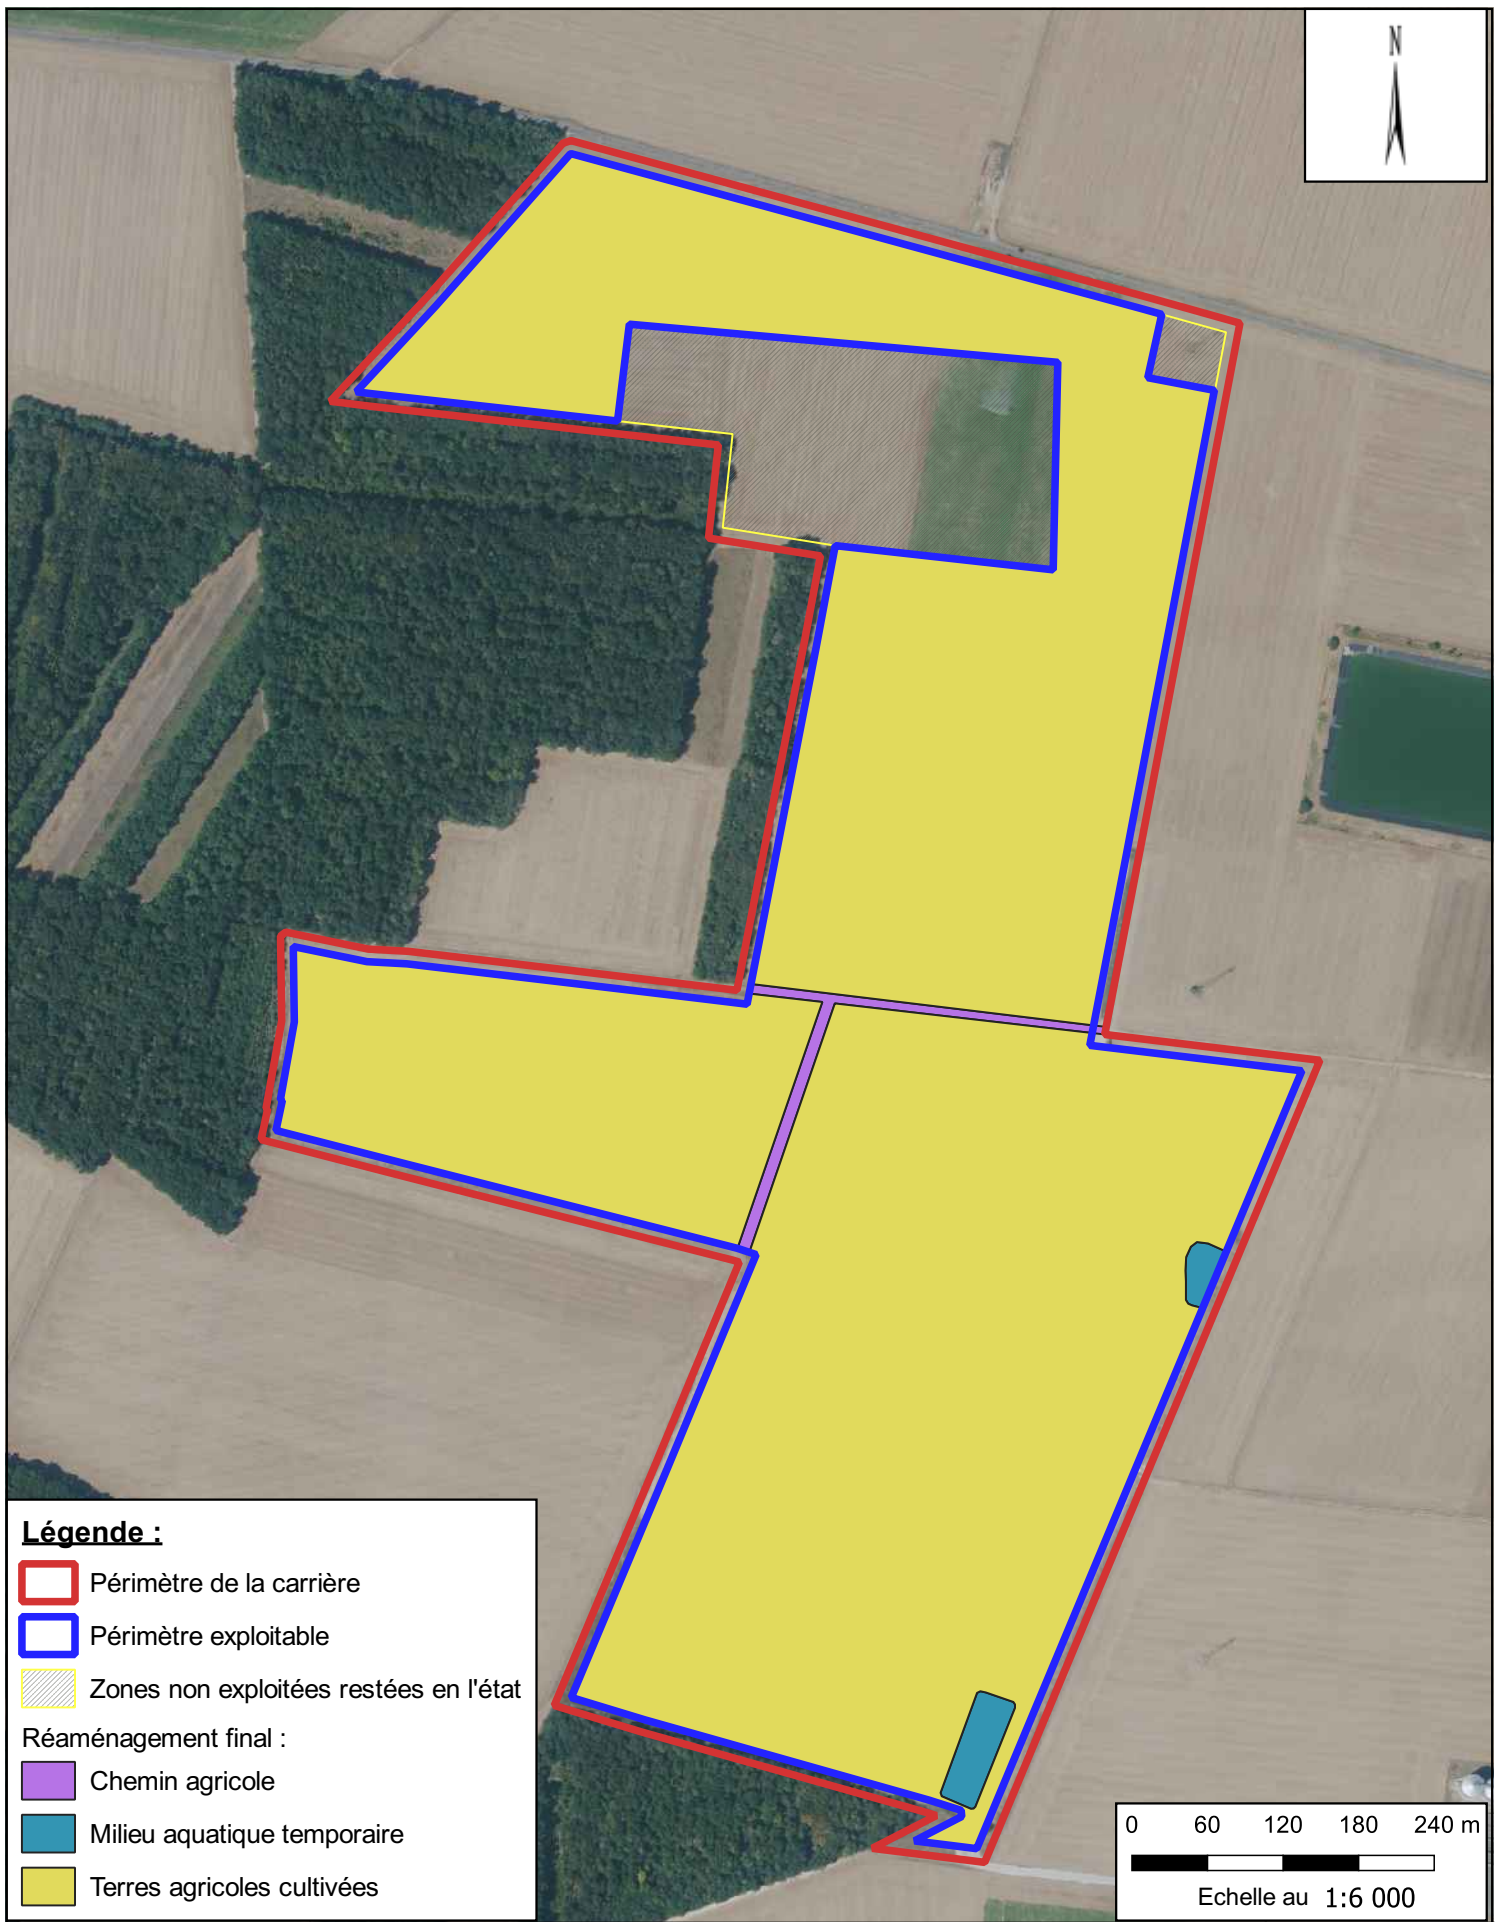 N
Légende :
Périmètre de la carrière
Périmètre exploitable
Zones non exploitées restées en l'état
Réaménagement final :
Chemin agricole
Milieu aquatique temporaire
Terres agricoles cultivées
0 60 120 180 240 m
Echelle au 1:6 000